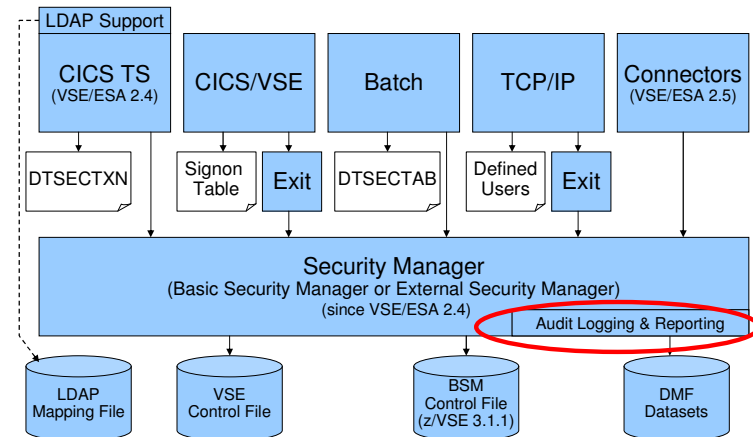 LDAP Support
CICS TS
(VSE/ESA 2.4)
CICS/VSE
Batch
TCP/IP
Connectors
(VSE/ESA 2.5)
DTSECTXN
Signon
Table
Exit
DTSECTAB
Defined
Users
Exit
Security Manager
(Basic Security Manager or External Security Manager)
(since VSE/ESA 2.4)
Audit Logging & Reporting
LDAP
Mapping File
VSE
Control File
BSM
Control File
(z/VSE 3.1.1)
DMF
Datasets